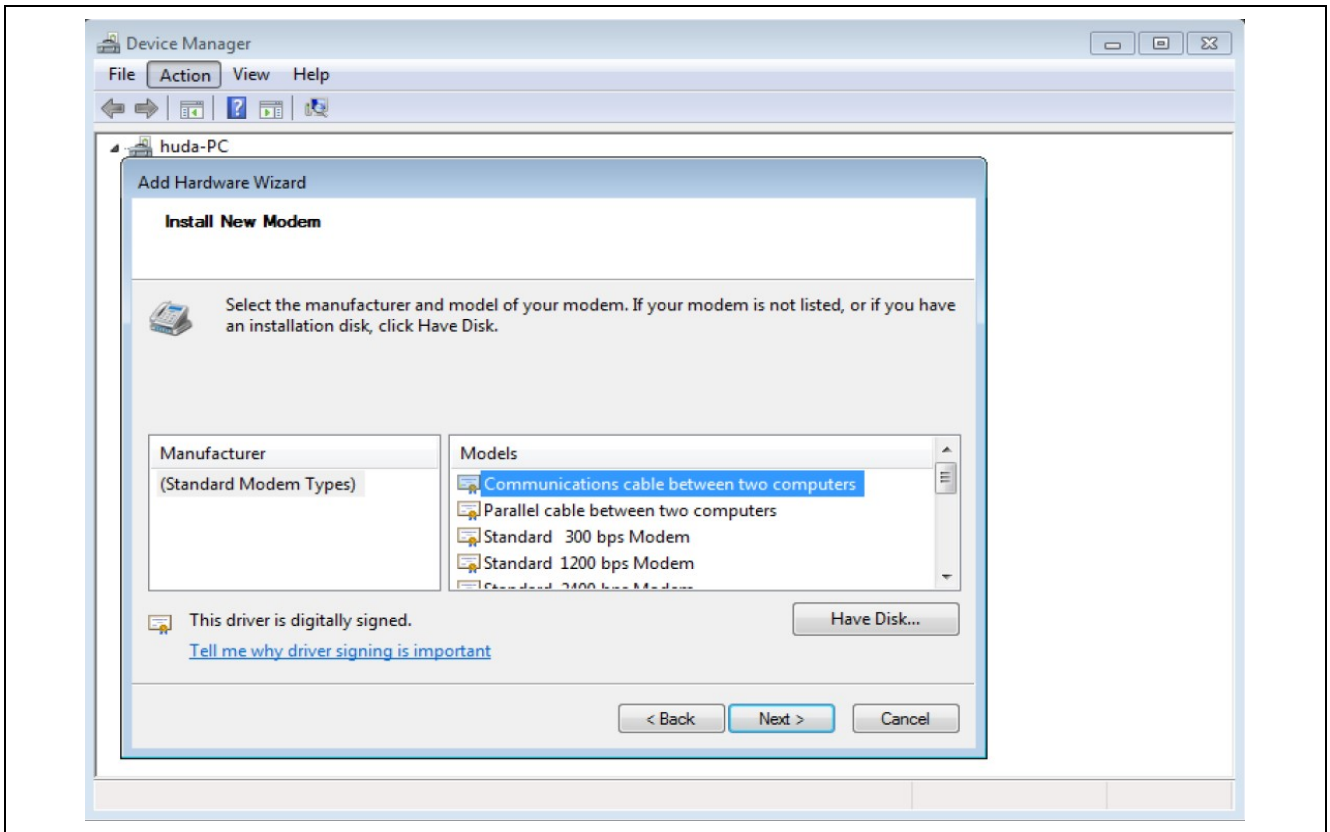 Device Manager
File Action View Help
huda-PC
Add Hardware Wizard
Install New Modem
Select the manufacturer and model of your modem. If your modem is not listed, or if you have
an installation disk, click Have Disk.
Manufacturer
(Standard Modem Types)
Models
Communications cable between two computers
Parallel cable between two computers
Standard 300 bps Modem
Standard 1200 bps Modem
Standard 2400 bps Modem
This driver is digitally signed.
Have Disk...
Tell me why driver signing is important
< Back Next > Cancel